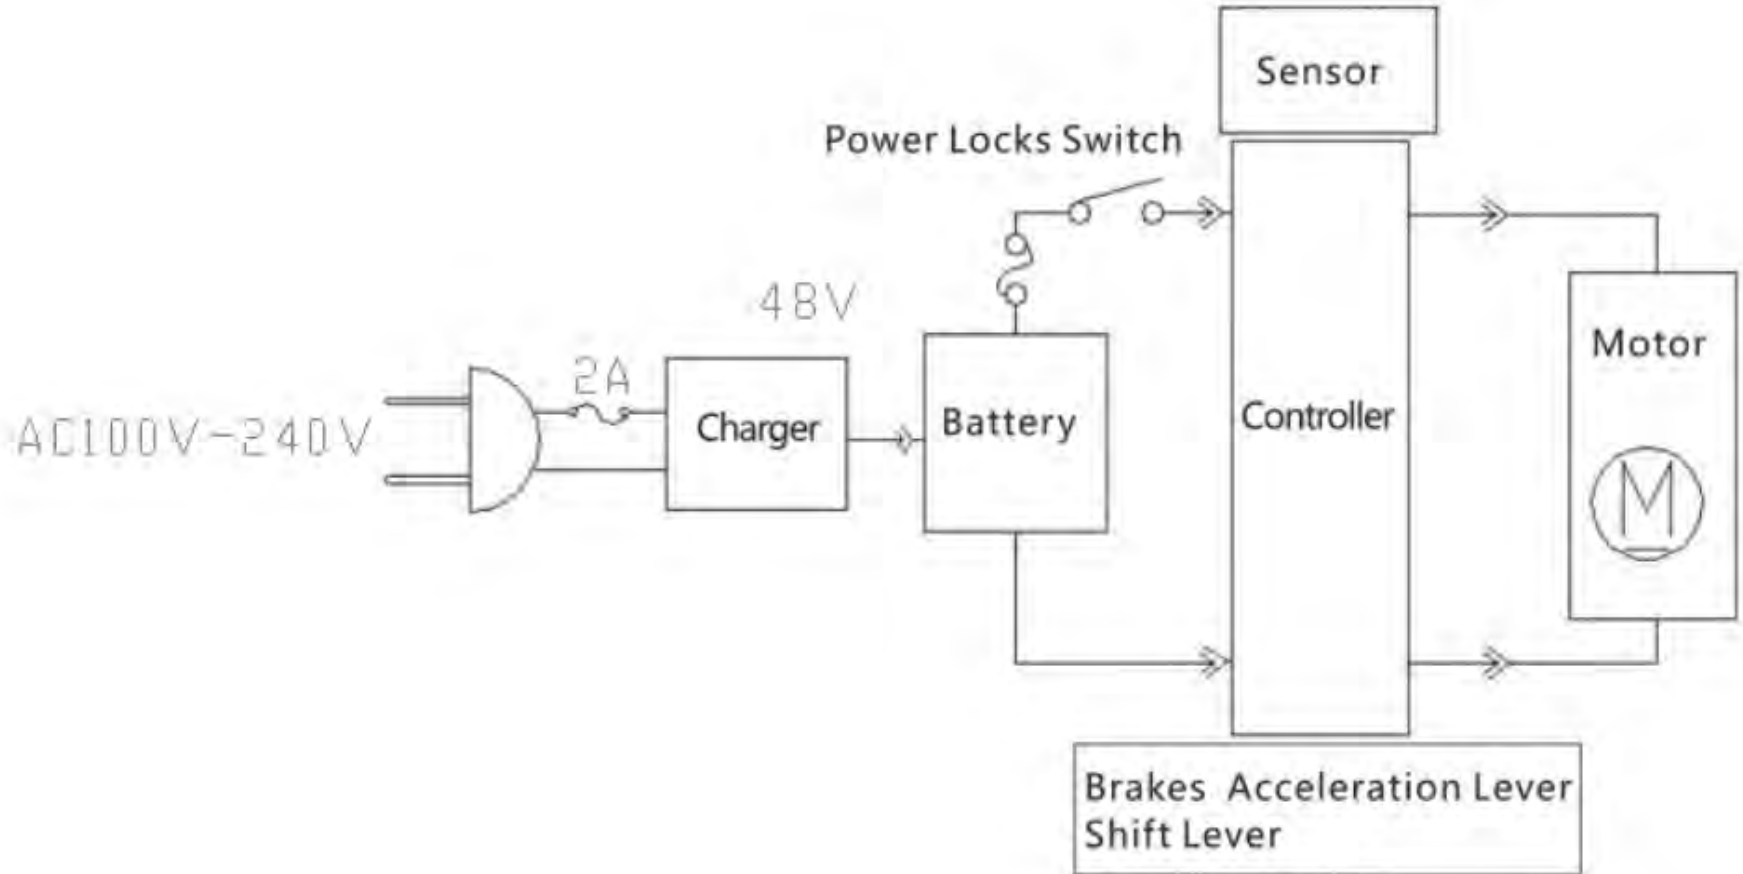 Sensor
Power Locks Switch
48V
2A
Motor
AC100V-240V
Charger
Battery
Controller
M
Brakes Acceleration Lever
Shift Lever